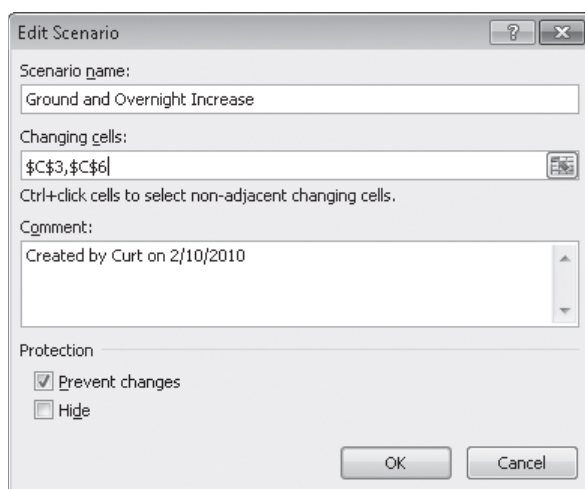 Edit Scenario
Scenario name:
Ground and Overnight Increase
Changing cells:
$C$3,$C$6
Ctrl+click cells to select non-adjacent changing cells.
Comment:
Created by Curt on 2/10/2010
Protection
Prevent changes
Hide
OK Cancel